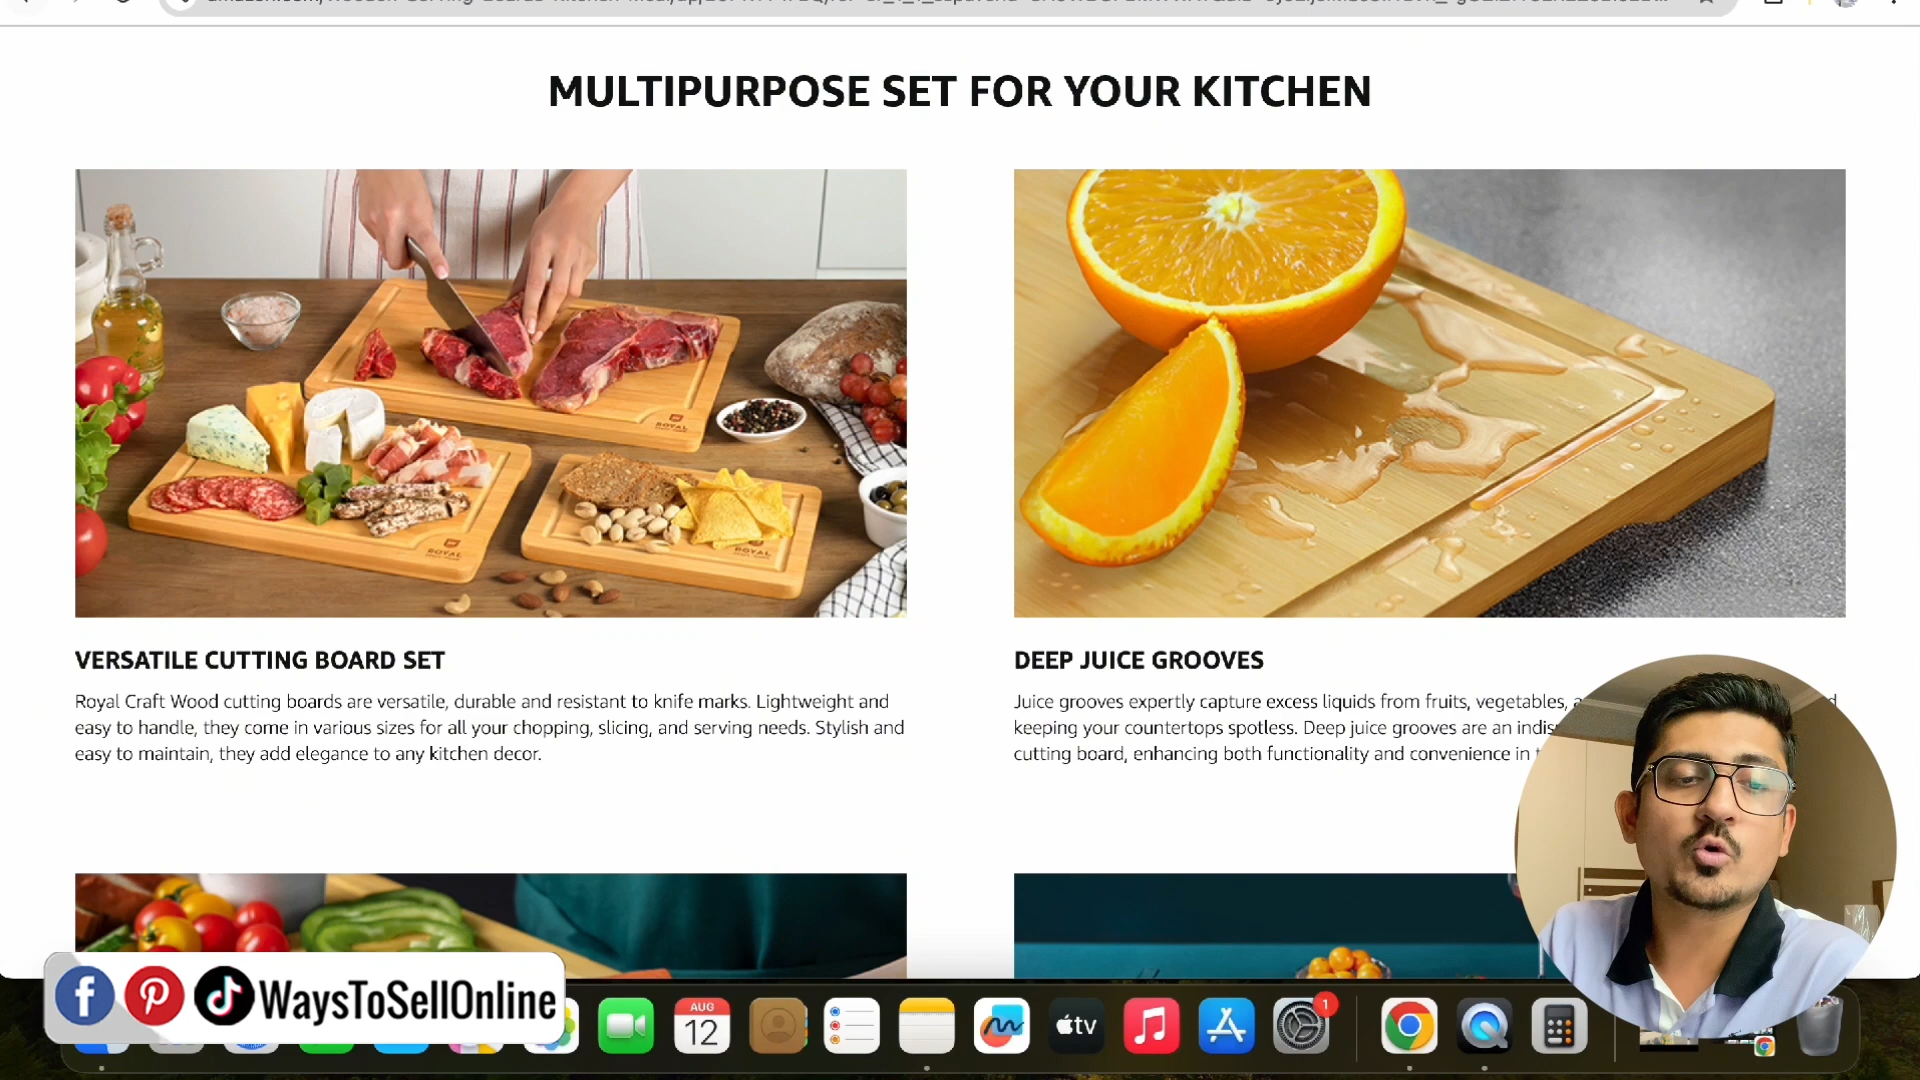 MULTIPURPOSE SET FOR YOUR KITCHEN
ROYAL
ROYAL
ROYAL
VERSATILE CUTTING BOARD SET
Royal Craft Wood cutting boards are versatile, durable and resistant to knife marks. Lightweight and
easy to handle, they come in various sizes for all your chopping, slicing, and serving needs. Stylish and
easy to maintain, they add elegance to any kitchen decor.
DEEP JUICE GROOVES
Juice grooves expertly capture excess liquids from fruits, vegetables,
keeping your countertops spotless. Deep juice grooves are an
cutting board, enhancing both functionality and convenience in
WaysToSellOnline
AUG
12
tv
1